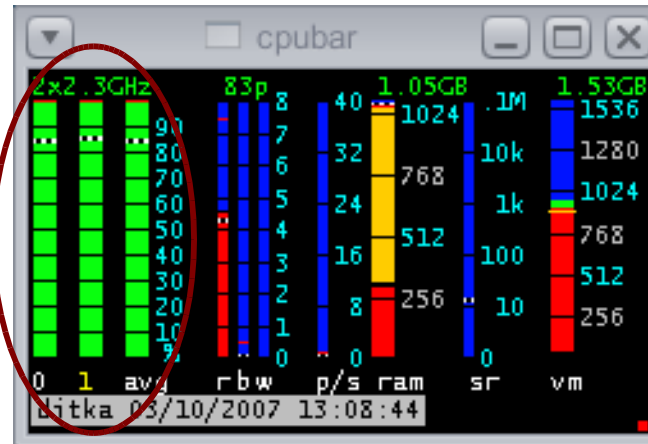 cpubar
2x2.3GHz 83p 1.05GB 1.53GB
90 80 70 60 50 40 30 20 10 %
8 7 6 5 4 3 2 1 0
40 32 24 16 8 0
1024 768 512 256
.1M 10k 1k 100 10 0
1536 1280 1024 768 512 256
0 1 avg r b w p/s ram sr vm
ditka 03/10/2007 13:08:44